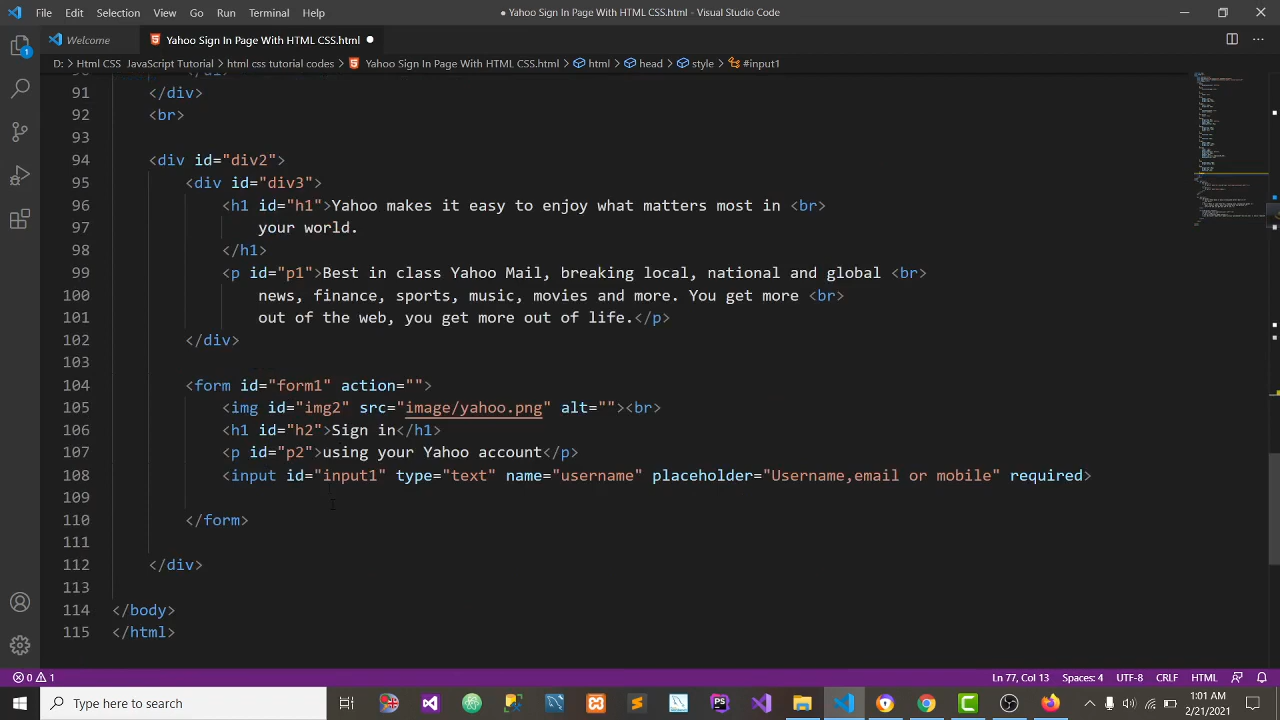 File Edit Selection View Go Run Terminal Help
● Yahoo Sign In Page With HTML CSS.html - Visual Studio Code
Welcome Yahoo Sign In Page With HTML CSS.html ●
D: > Html CSS JavaScript Tutorial > html css tutorial codes > Yahoo Sign In Page With HTML CSS.html > html > head > style > #input1
91 </div>
92 <br>
93
94 <div id="div2">
95 <div id="div3">
96 <h1 id="h1">Yahoo makes it easy to enjoy what matters most in <br>
97 your world.
98 </h1>
99 <p id="p1">Best in class Yahoo Mail, breaking local, national and global <br>
100 news, finance, sports, music, movies and more. You get more <br>
101 out of the web, you get more out of life.</p>
102 </div>
103
104 <form id="form1" action="">
105 <img id="img2" src="image/yahoo.png" alt=""><br>
106 <h1 id="h2">Sign in</h1>
107 <p id="p2">using your Yahoo account</p>
108 <input id="input1" type="text" name="username" placeholder="Username,email or mobile" required>
109
110 </form>
111
112 </div>
113
114 </body>
115 </html>
0 1 Ln 77, Col 13 Spaces: 4 UTF-8 CRLF HTML
Type here to search
1:01 AM
2/21/2021